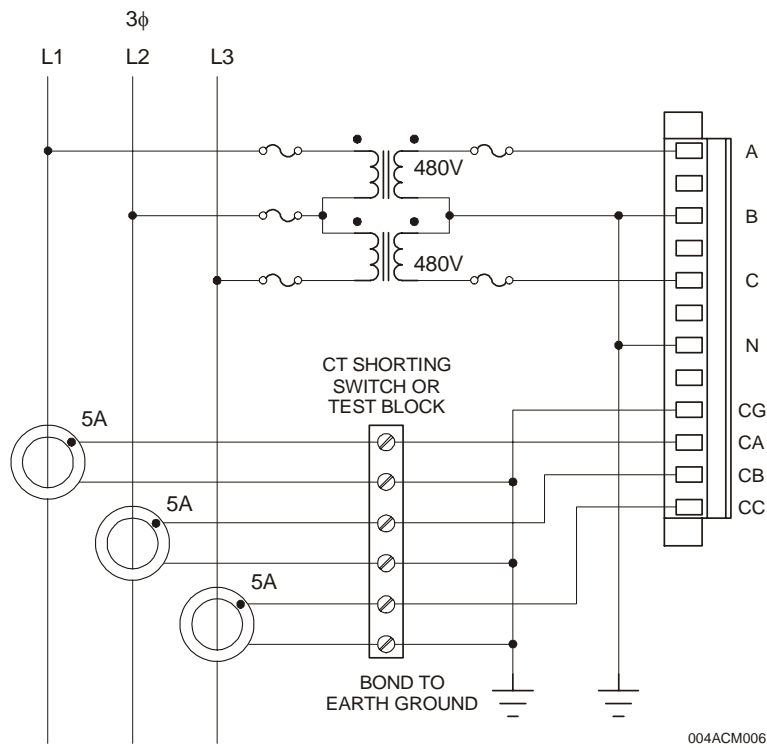 3ϕ
L1
L2
L3
480V
480V
A
B
C
N
CG
CA
CB
CC
CT SHORTING
SWITCH OR
TEST BLOCK
5A
5A
5A
BOND TO
EARTH GROUND
004ACM006